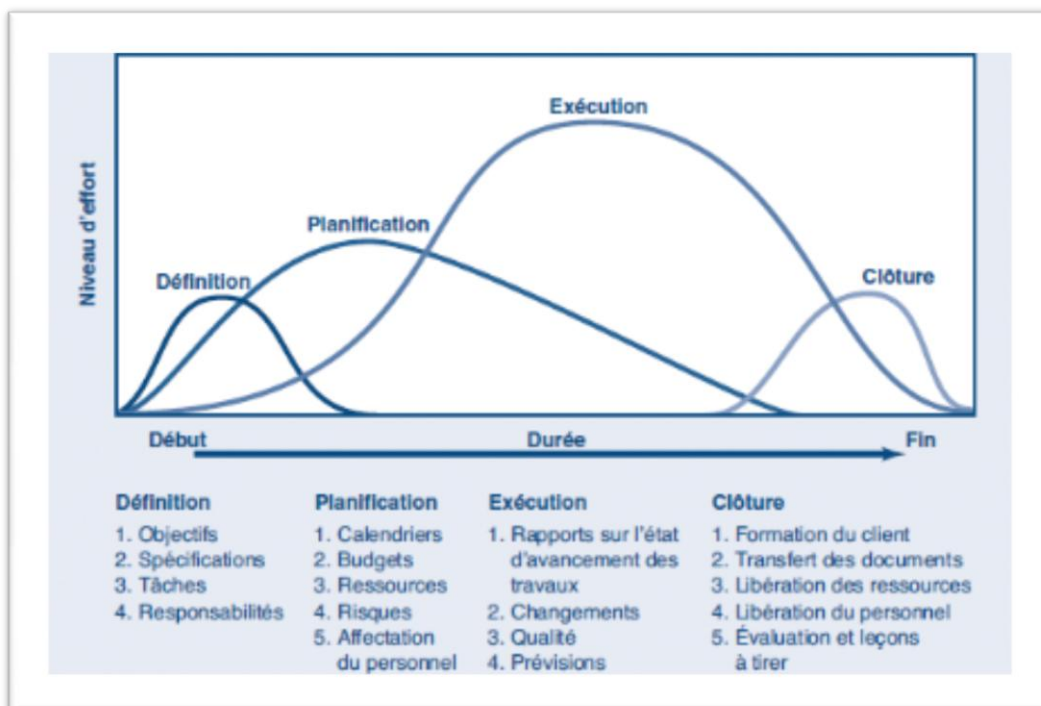 Niveau d'effort
Exécution
Planification
Définition
Clôture
Début
Durée
Fin
Définition
1. Objectifs
2. Spécifications
3. Tâches
4. Responsabilités
Planification
1. Calendriers
2. Budgets
3. Ressources
4. Risques
5. Affectation
du personnel
Exécution
1. Rapports sur l'état
d'avancement des
travaux
2. Changements
3. Qualité
4. Prévisions
Clôture
1. Formation du client
2. Transfert des documents
3. Libération des ressources
4. Libération du personnel
5. Évaluation et leçons
à tirer